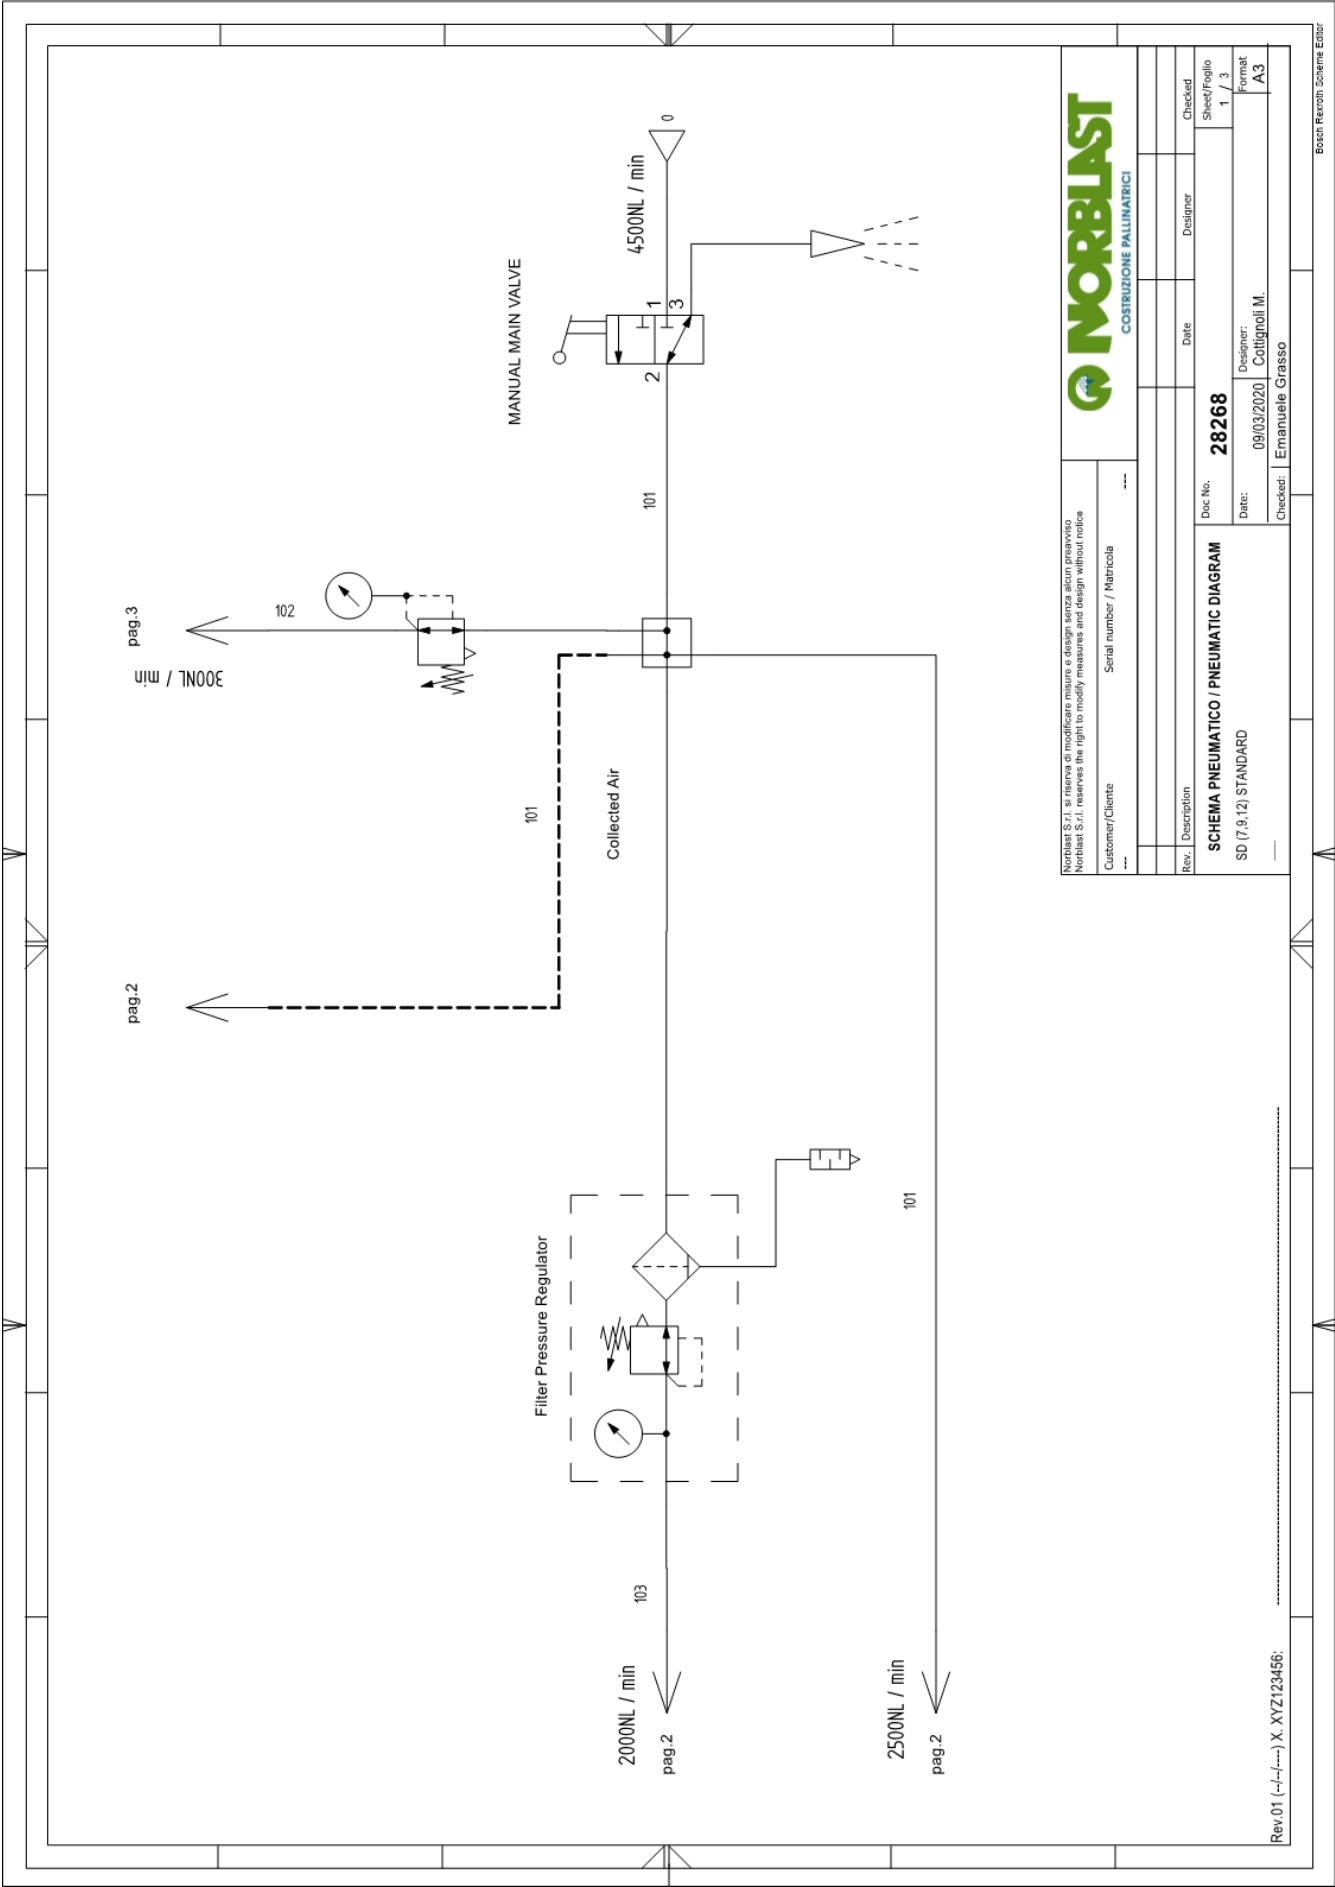 pag.2
pag.3
300NL / min
102
101
Collected Air
101
MANUAL MAIN VALVE
4500NL / min
0
2
1
3
Filter Pressure Regulator
103
2000NL / min
pag.2
101
2500NL / min
pag.2
Norblast S.r.l. si riserva di modificare misure e design senza alcun preavviso
Norblast S.r.l. reserves the right to modify measures and design without notice
Customer/Cliente
---
Serial number / Matricola
---
NORBLAST
COSTRUZIONE PALLINATRICI
Rev. Description Date Designer Checked
SCHEMA PNEUMATICO / PNEUMATIC DIAGRAM
SD (7,9,12) STANDARD
Doc No. 28268
Sheet/Foglio
1 / 3
Date: 09/03/2020
Designer: Cottignoli M.
Format
A3
Checked: Emanuele Grasso
Rev.01 (--/--/----) X. XYZ123456:
Bosch Rexroth Scheme Editor